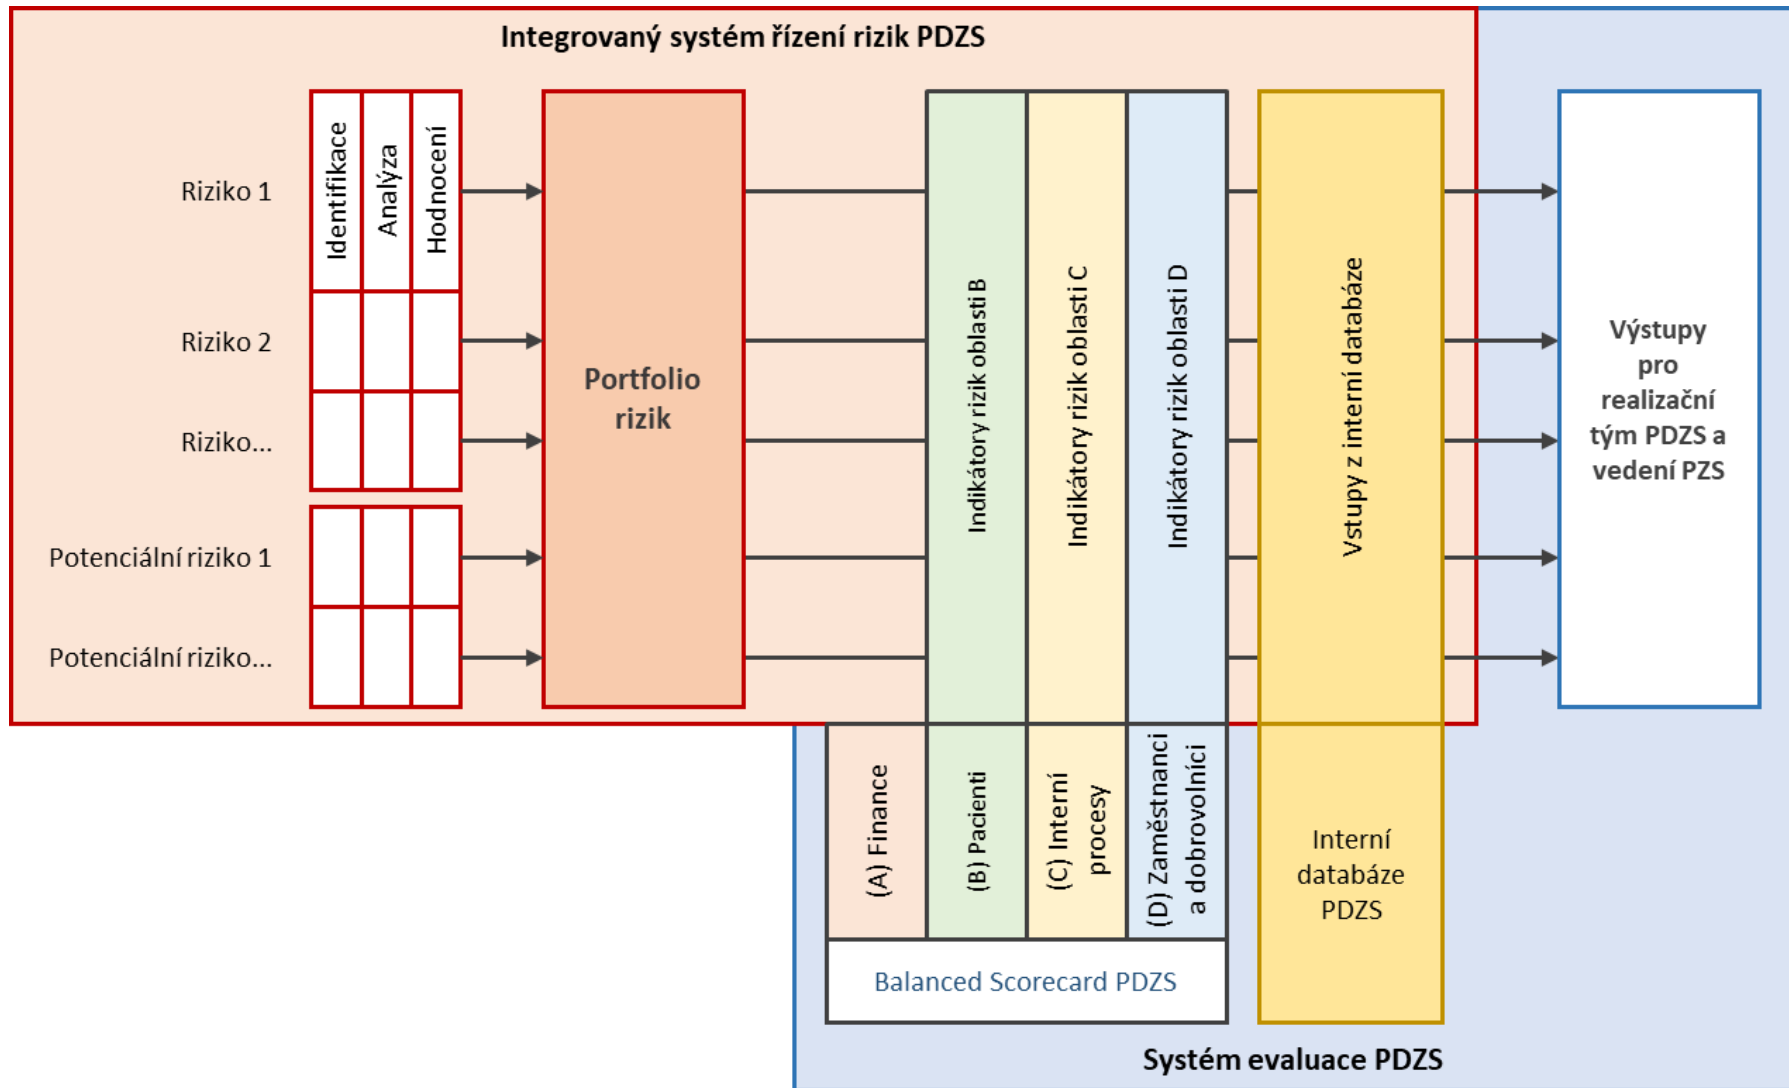 Integrovaný systém řízení rizik PDZS
Identifikace
Analýza
Hodnocení
Riziko 1
Riziko 2
Riziko...
Potenciální riziko 1
Potenciální riziko...
Portfolio
rizik
Indikátory rizik oblasti B
Indikátory rizik oblasti C
Indikátory rizik oblasti D
Vstupy z interní databáze
Výstupy
pro
realizační
tým PDZS a
vedení PZS
(A) Finance
(B) Pacienti
(C) Interní
procesy
(D) Zaměstnanci
a dobrovolníci
Interní
databáze
PDZS
Balanced Scorecard PDZS
Systém evaluace PDZS